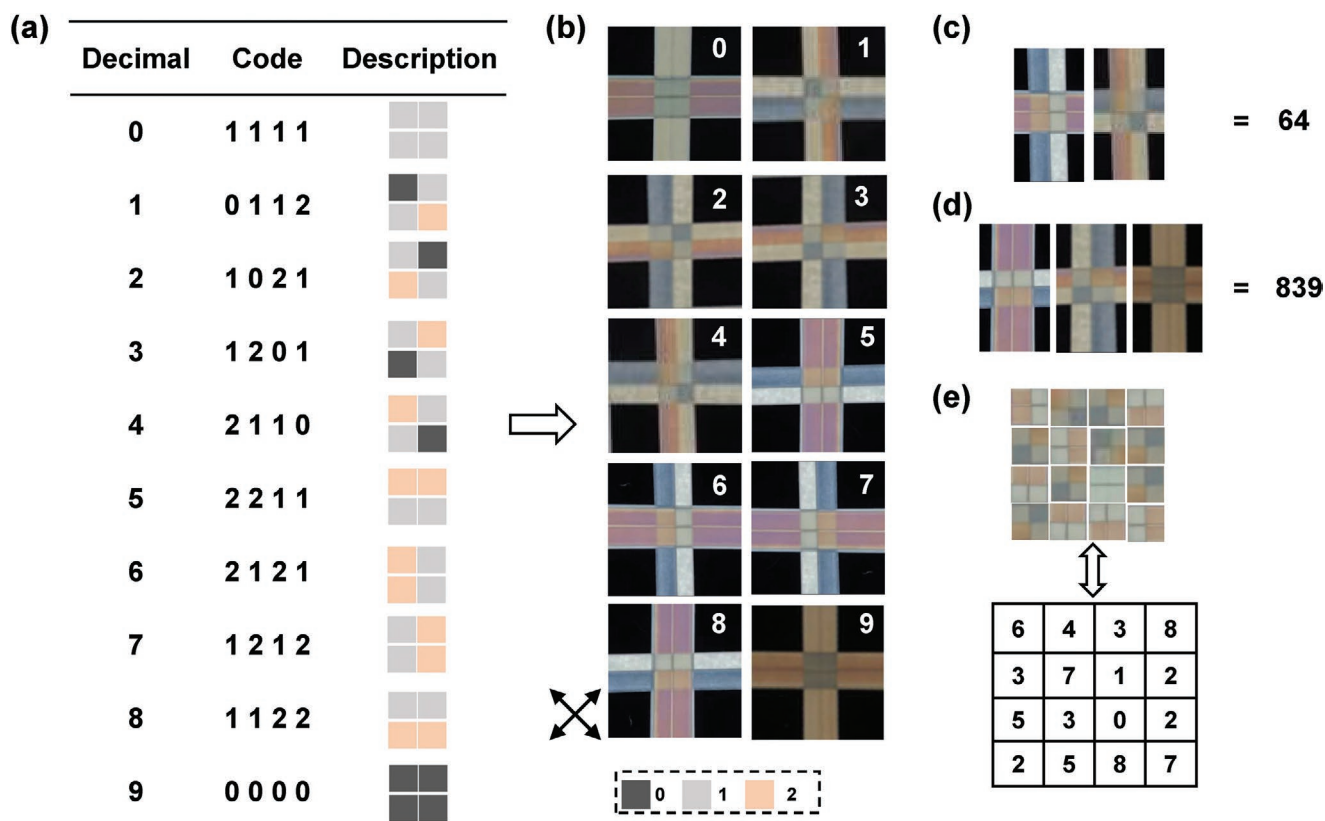 (a)
Decimal Code Description
0 1 1 1 1
1 0 1 1 2
2 1 0 2 1
3 1 2 0 1
4 2 1 1 0
5 2 2 1 1
6 2 1 2 1
7 1 2 1 2
8 1 1 2 2
9 0 0 0 0
(b)
0 1
2 3
4 5
6 7
8 9
0 1 2
(c)
= 64
(d)
= 839
(e)
6 4 3 8
3 7 1 2
5 3 0 2
2 5 8 7